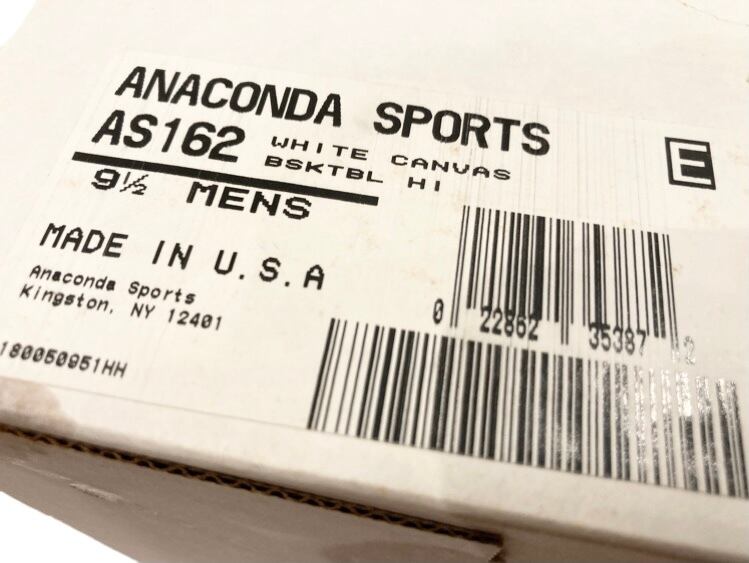 ANACONDA SPORTS
AS162 WHITE CANVAS
BSKTBL HI
E
9½ MENS
MADE IN U.S.A
Anaconda Sports
Kingston, NY 12401
180050951HH
0 22862 35387 2